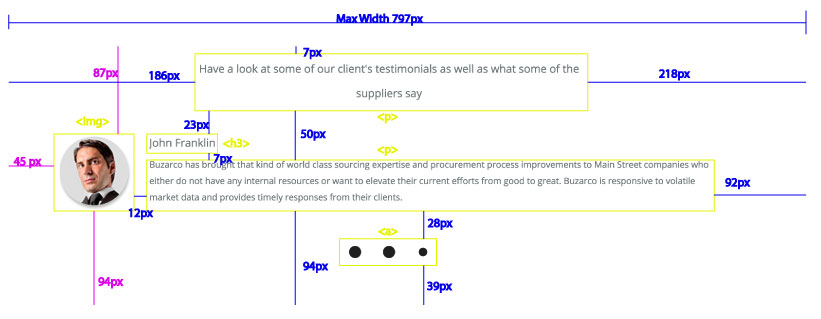 Max Width 797px
7px
87px
186px
Have a look at some of our client's testimonials as well as what some of the
218px
suppliers say
<img>
23px
<p>
50px
John Franklin
<h3>
<p>
45 px
7px
Buzarco has brought that kind of world class sourcing expertise and procurement process improvements to Main Street companies who
either do not have any internal resources or want to elevate their current efforts from good to great. Buzarco is responsive to volatile
92px
market data and provides timely responses from their clients.
12px
28px
<a>
94px
94px
39px